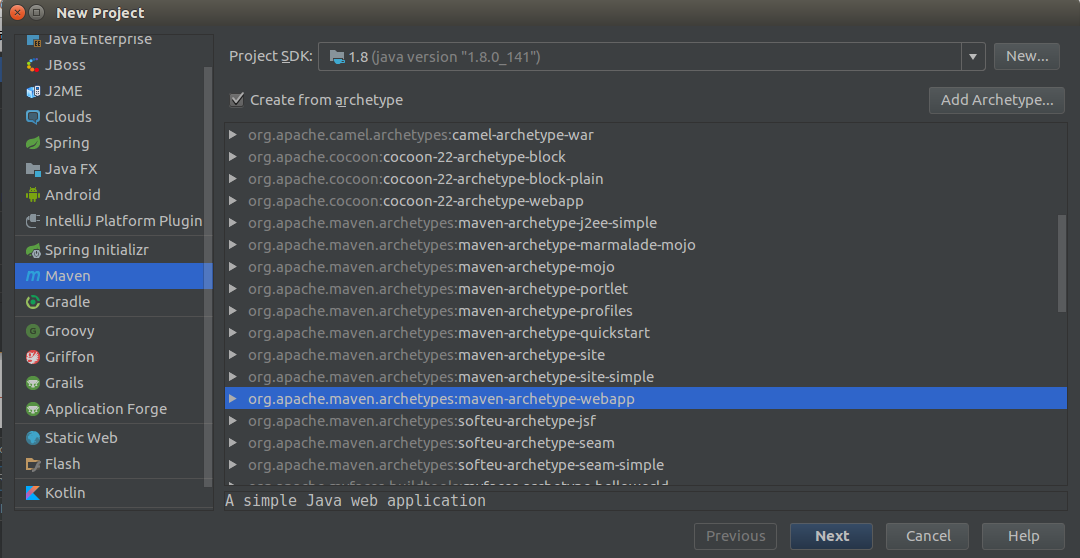 New Project
Java Enterprise
JBoss
J2ME
Clouds
Spring
Java FX
Android
IntelliJ Platform Plugin
Spring Initializr
Maven
Gradle
Groovy
Griffon
Grails
Application Forge
Static Web
Flash
Kotlin
Project SDK: 1.8 (java version "1.8.0_141") New...
Create from archetype Add Archetype...
org.apache.camel.archetypes:camel-archetype-war
org.apache.cocoon:cocoon-22-archetype-block
org.apache.cocoon:cocoon-22-archetype-block-plain
org.apache.cocoon:cocoon-22-archetype-webapp
org.apache.maven.archetypes:maven-archetype-j2ee-simple
org.apache.maven.archetypes:maven-archetype-marmalade-mojo
org.apache.maven.archetypes:maven-archetype-mojo
org.apache.maven.archetypes:maven-archetype-portlet
org.apache.maven.archetypes:maven-archetype-profiles
org.apache.maven.archetypes:maven-archetype-quickstart
org.apache.maven.archetypes:maven-archetype-site
org.apache.maven.archetypes:maven-archetype-site-simple
org.apache.maven.archetypes:maven-archetype-webapp
org.apache.maven.archetypes:softeu-archetype-jsf
org.apache.maven.archetypes:softeu-archetype-seam
org.apache.maven.archetypes:softeu-archetype-seam-simple
org.apache.myfaces.buildtools:myfaces-archetype-helloworld
A simple Java web application
Previous Next Cancel Help